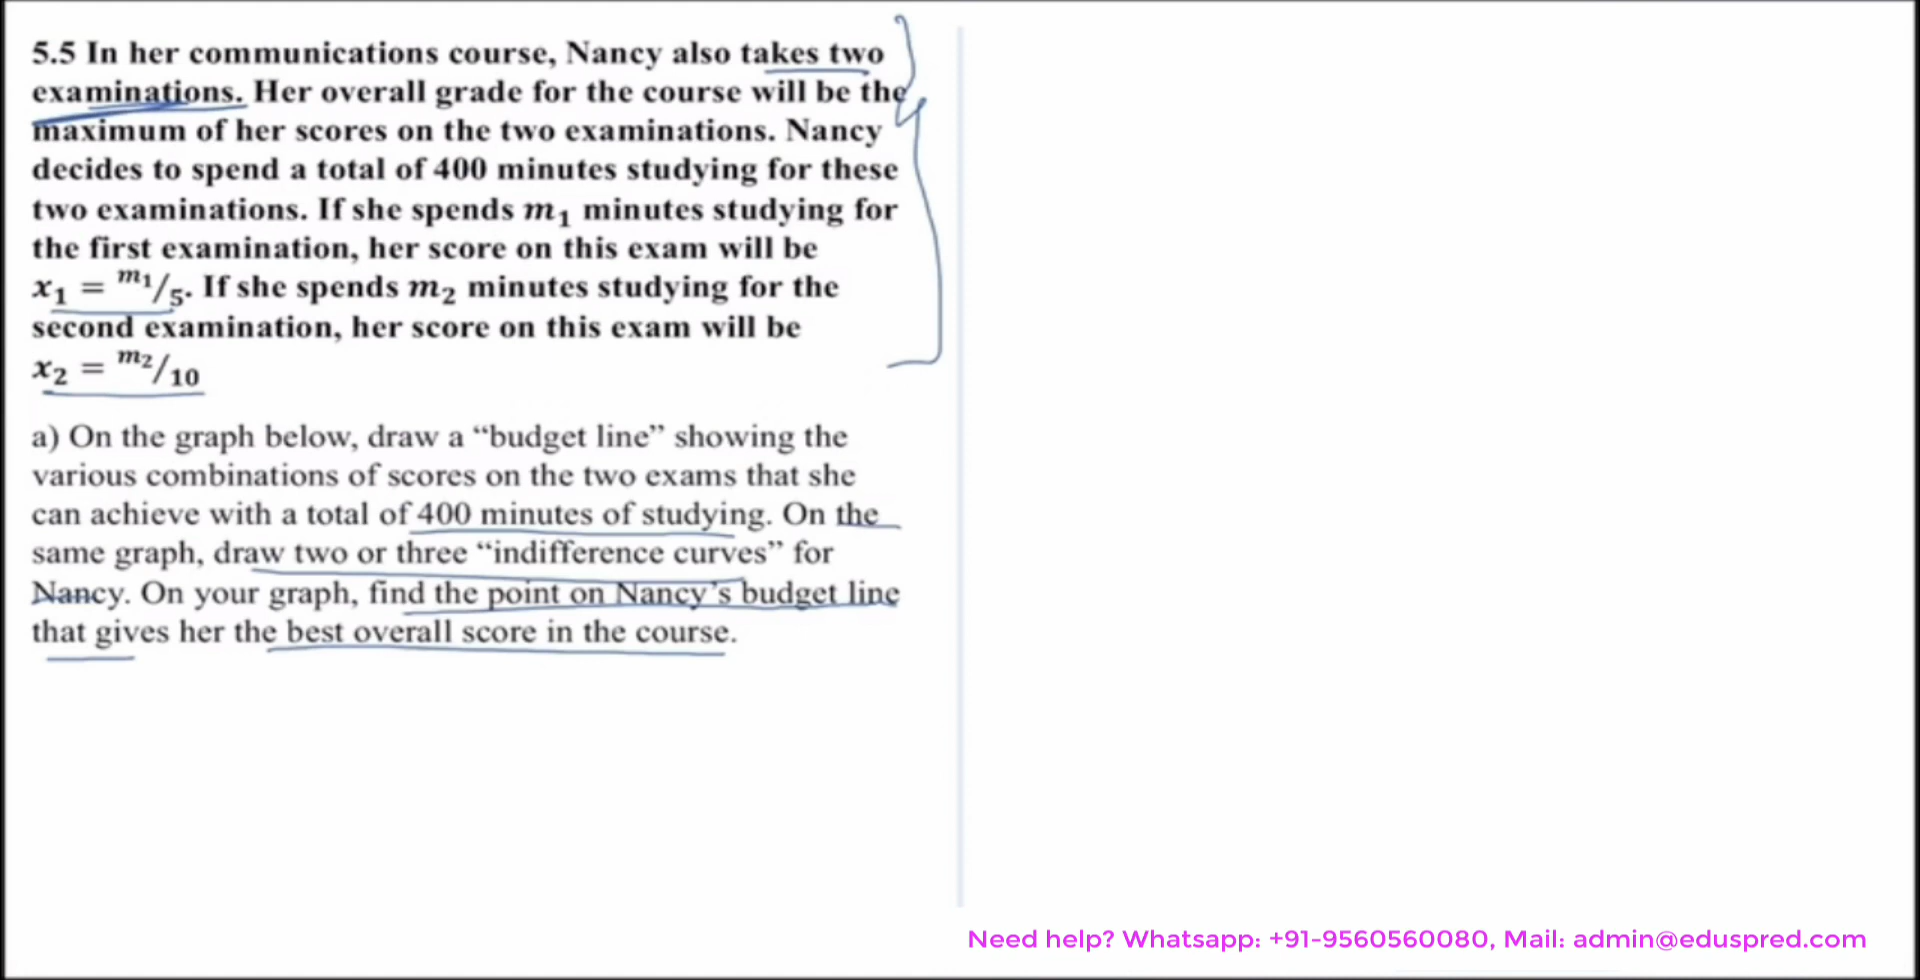 5.5 In her communications course, Nancy also takes two
examinations. Her overall grade for the course will be the
maximum of her scores on the two examinations. Nancy
decides to spend a total of 400 minutes studying for these
two examinations. If she spends m₁ minutes studying for
the first examination, her score on this exam will be
x₁ = m₁/5. If she spends m₂ minutes studying for the
second examination, her score on this exam will be
x₂ = m₂/10
a) On the graph below, draw a “budget line” showing the
various combinations of scores on the two exams that she
can achieve with a total of 400 minutes of studying. On the
same graph, draw two or three “indifference curves” for
Nancy. On your graph, find the point on Nancy’s budget line
that gives her the best overall score in the course.
Need help? Whatsapp: +91-9560560080, Mail: admin@eduspred.com